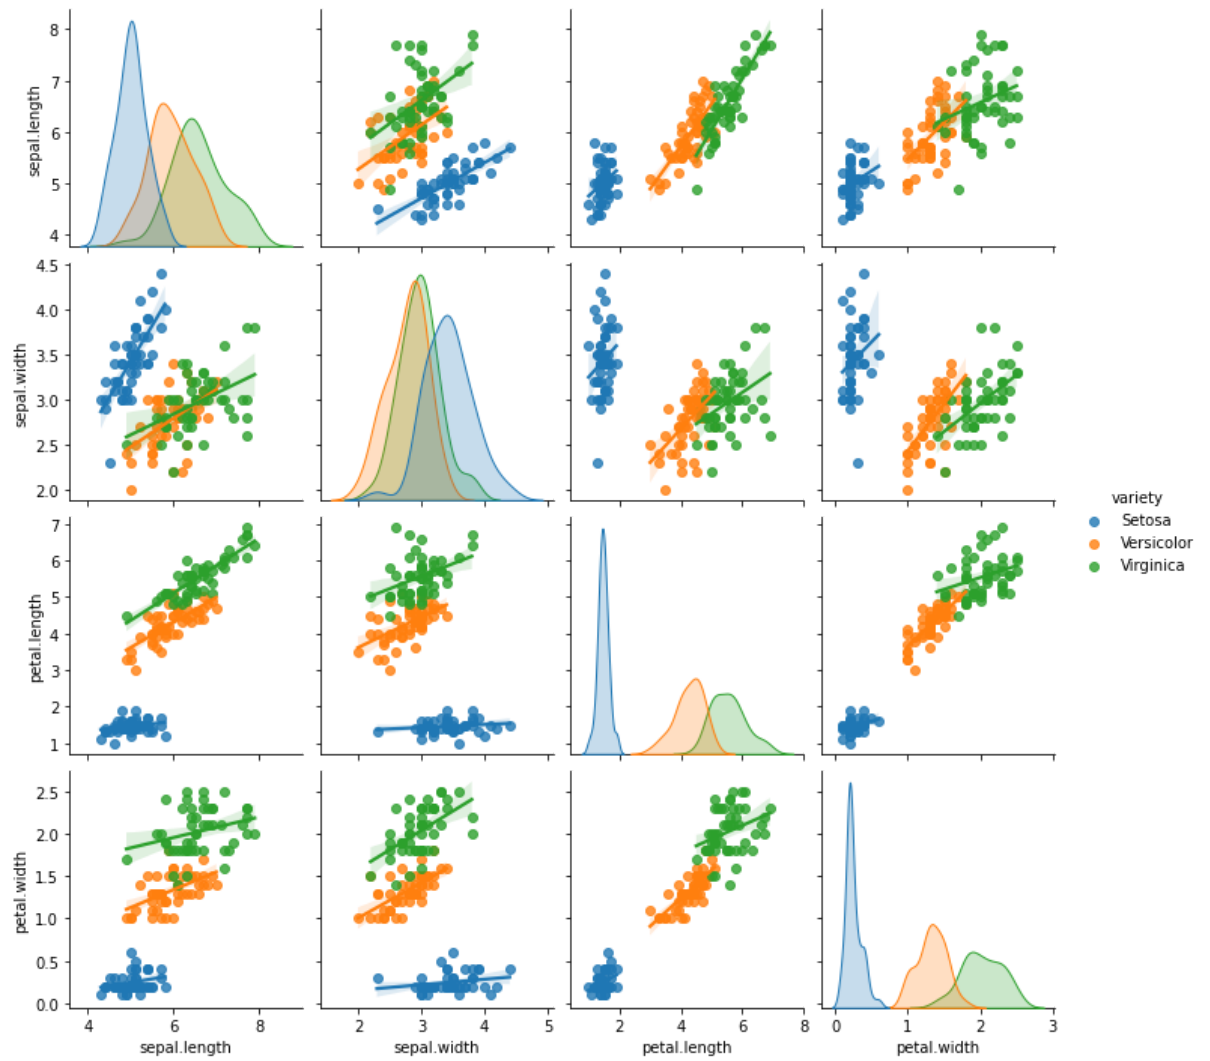 8
7
6
5
4
sepal.length
4.5
4.0
3.5
3.0
2.5
2.0
sepal.width
7
6
5
4
3
2
1
petal.length
2.5
2.0
1.5
1.0
0.5
0.0
petal.width
4 6 8
sepal.length
2 3 4 5
sepal.width
2 4 6 8
petal.length
0 1 2 3
petal.width
variety
Setosa
Versicolor
Virginica